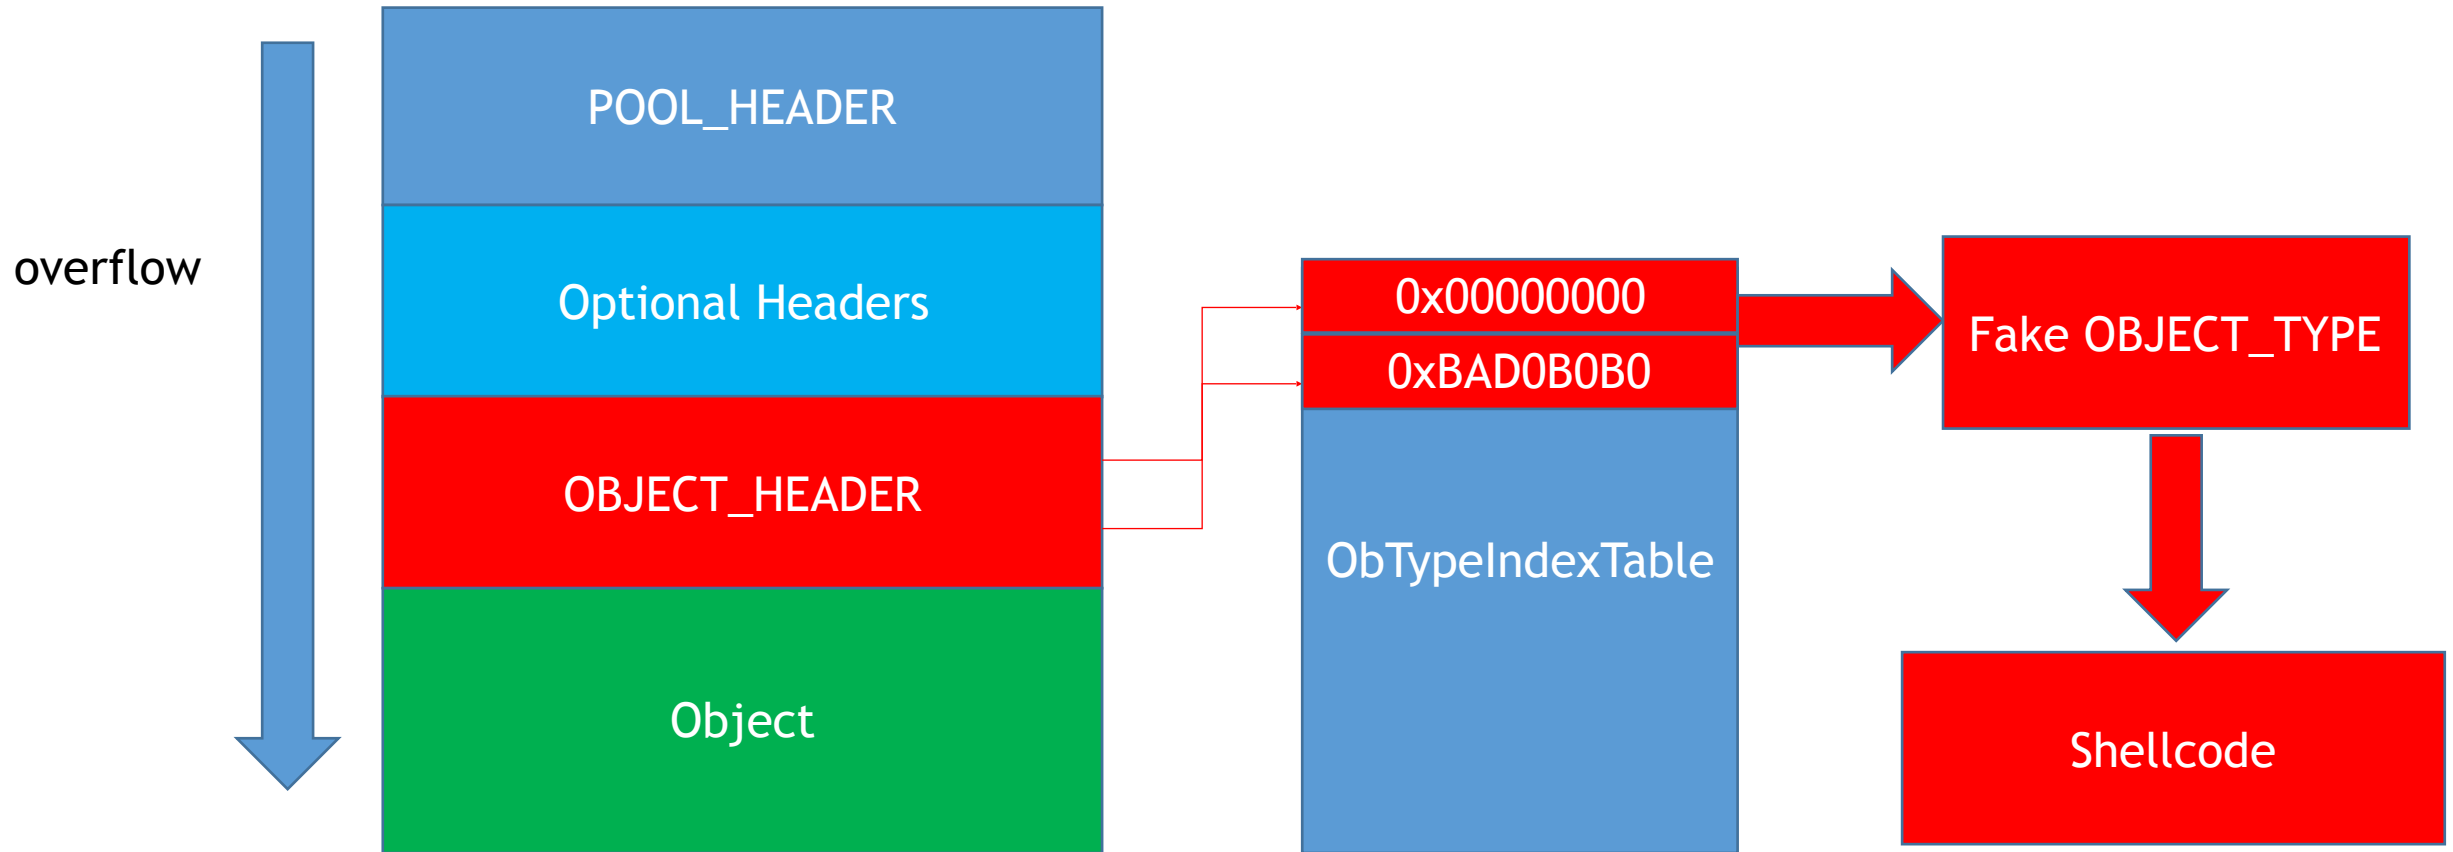 overflow
POOL_HEADER
Optional Headers
OBJECT_HEADER
Object
0x00000000
0xBAD0B0B0
ObTypeIndexTable
Fake OBJECT_TYPE
Shellcode